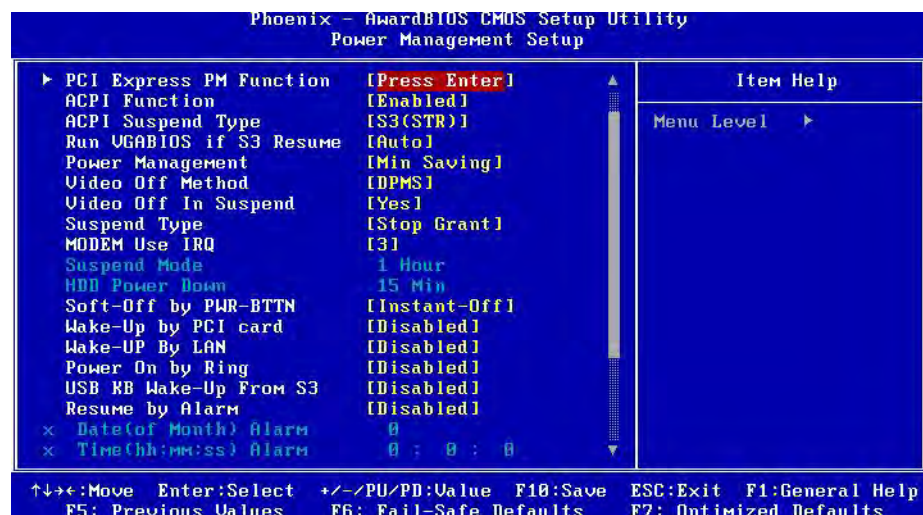 Phoenix - AwardBIOS CMOS Setup Utility
Power Management Setup
▶ PCI Express PM Function [Press Enter]
ACPI Function [Enabled]
ACPI Suspend Type [S3(STR)]
Run VGABIOS if S3 Resume [Auto]
Power Management [Min Saving]
Video Off Method [DPMS]
Video Off In Suspend [Yes]
Suspend Type [Stop Grant]
MODEM Use IRQ [3]
Suspend Mode 1 Hour
HDD Power Down 15 Min
Soft-Off by PWR-BTTN [Instant-Off]
Wake-Up by PCI card [Disabled]
Wake-UP By LAN [Disabled]
Power On by Ring [Disabled]
USB KB Wake-Up From S3 [Disabled]
Resume by Alarm [Disabled]
x Date(of Month) Alarm 0
x Time(hh:mm:ss) Alarm 0 : 0 : 0
Item Help
Menu Level ▶
↑↓→←:Move Enter:Select +/-/PU/PD:Value F10:Save ESC:Exit F1:General Help
F5: Previous Values F6: Fail-Safe Defaults F7: Optimized Defaults